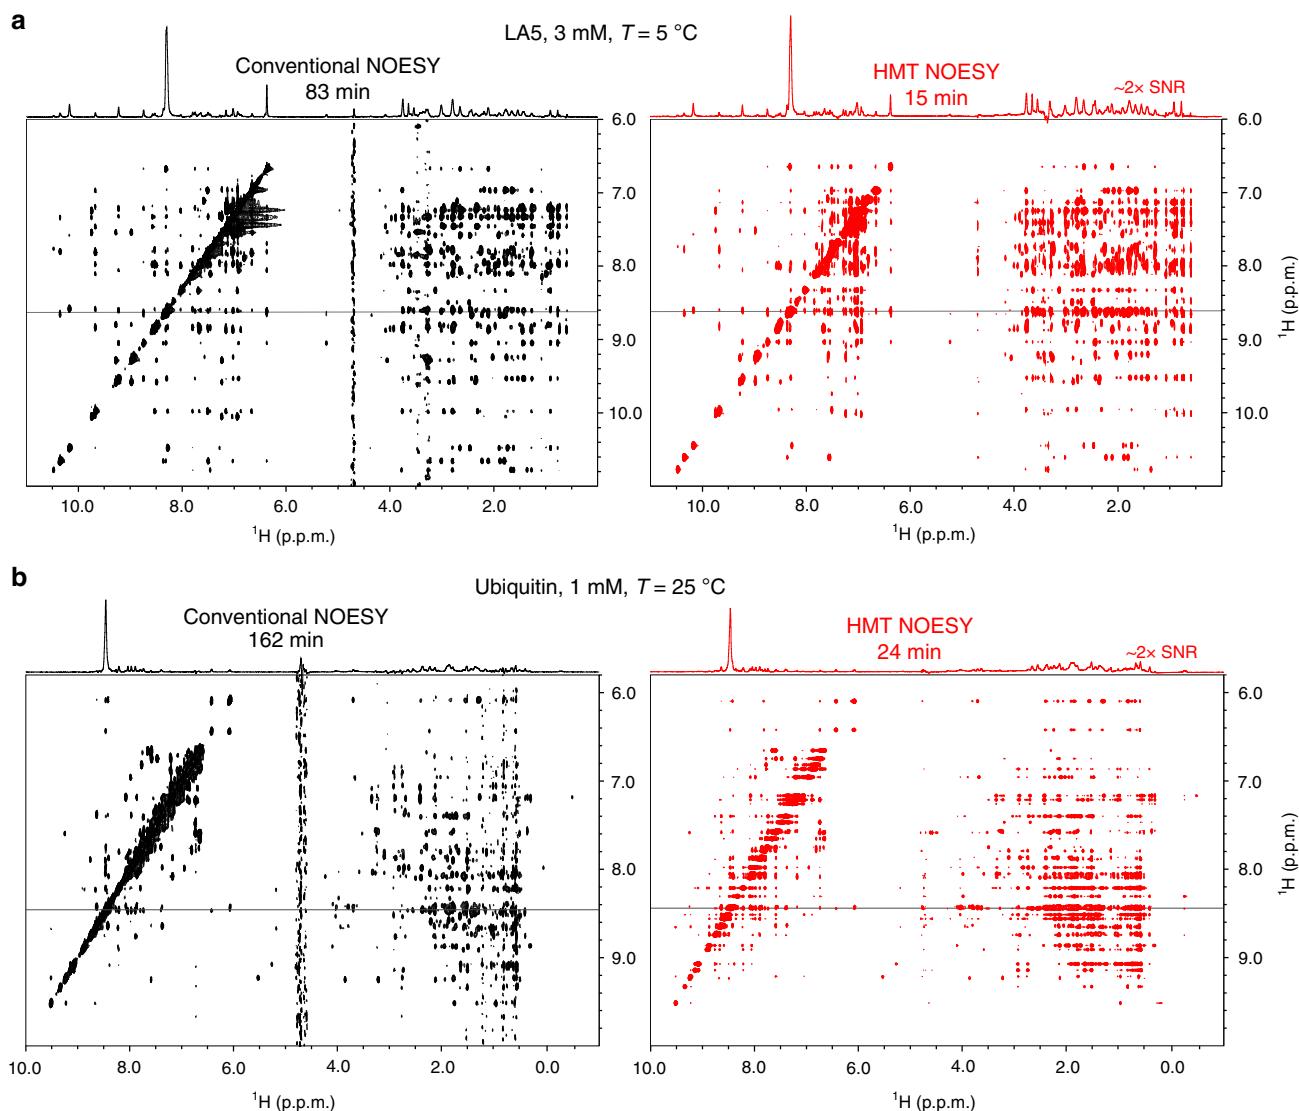 a
LA5, 3 mM, T = 5 °C
Conventional NOESY
83 min
HMT NOESY
15 min
~2× SNR
6.0
7.0
8.0
9.0
10.0
¹H (p.p.m.)
6.0
7.0
8.0
9.0
10.0
¹H (p.p.m.)
10.0 8.0 6.0 4.0 2.0
¹H (p.p.m.)
10.0 8.0 6.0 4.0 2.0
¹H (p.p.m.)
b
Ubiquitin, 1 mM, T = 25 °C
Conventional NOESY
162 min
HMT NOESY
24 min
~2× SNR
6.0
7.0
8.0
9.0
¹H (p.p.m.)
6.0
7.0
8.0
9.0
¹H (p.p.m.)
10.0 8.0 6.0 4.0 2.0 0.0
¹H (p.p.m.)
10.0 8.0 6.0 4.0 2.0 0.0
¹H (p.p.m.)